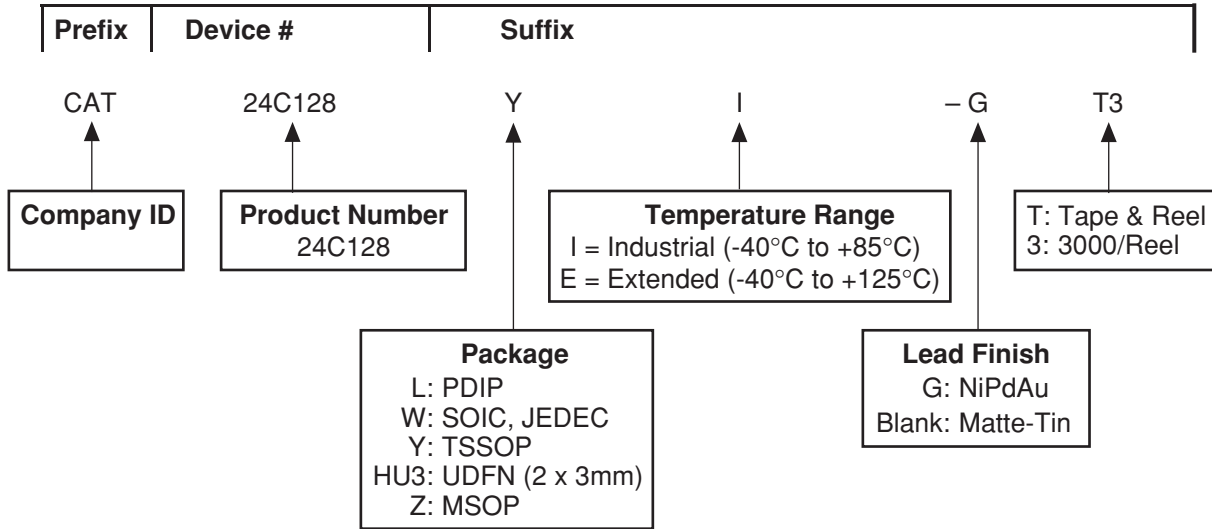 Prefix Device # Suffix
CAT 24C128 Y I – G T3
Company ID
Product Number
24C128
Temperature Range
I = Industrial (-40°C to +85°C)
E = Extended (-40°C to +125°C)
T: Tape & Reel
3: 3000/Reel
Package
L: PDIP
W: SOIC, JEDEC
Y: TSSOP
HU3: UDFN (2 x 3mm)
Z: MSOP
Lead Finish
G: NiPdAu
Blank: Matte-Tin